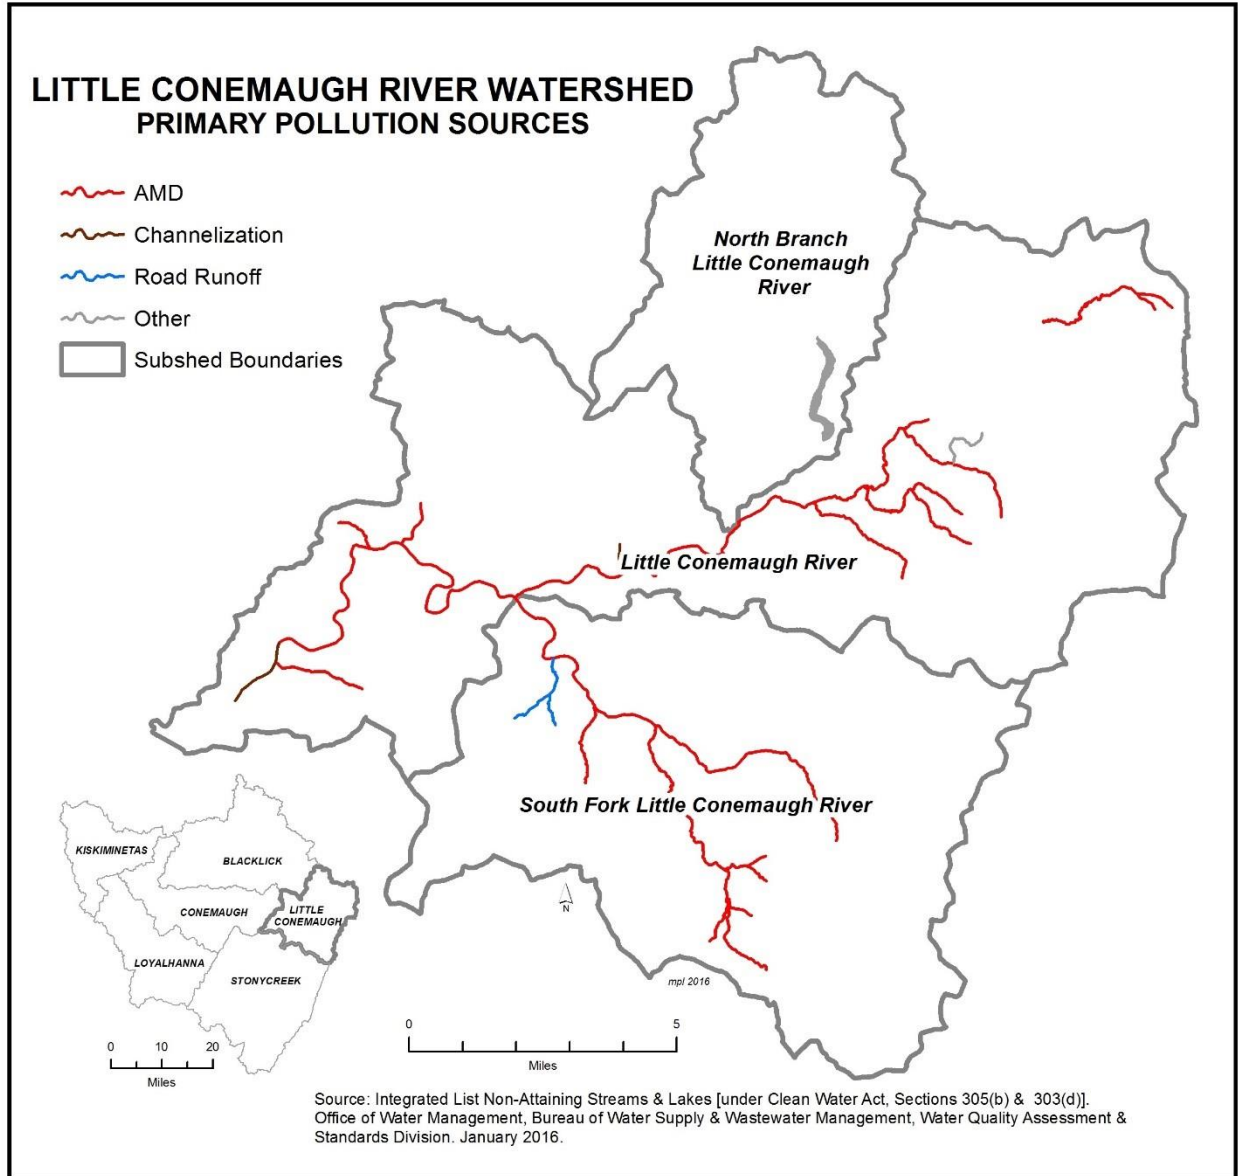 LITTLE CONEMAUGH RIVER WATERSHED
PRIMARY POLLUTION SOURCES
AMD
Channelization
Road Runoff
Other
Subshed Boundaries
North Branch
Little Conemaugh
River
Little Conemaugh River
South Fork Little Conemaugh River
KISKIMINETAS
BLACKLICK
CONEMAUGH
LITTLE
CONEMAUGH
LOYALHANNA
STONYCREEK
N
mpl 2016
0 10 20
Miles
0 5
Miles
Source: Integrated List Non-Attaining Streams & Lakes [under Clean Water Act, Sections 305(b) & 303(d)].
Office of Water Management, Bureau of Water Supply & Wastewater Management, Water Quality Assessment &
Standards Division. January 2016.